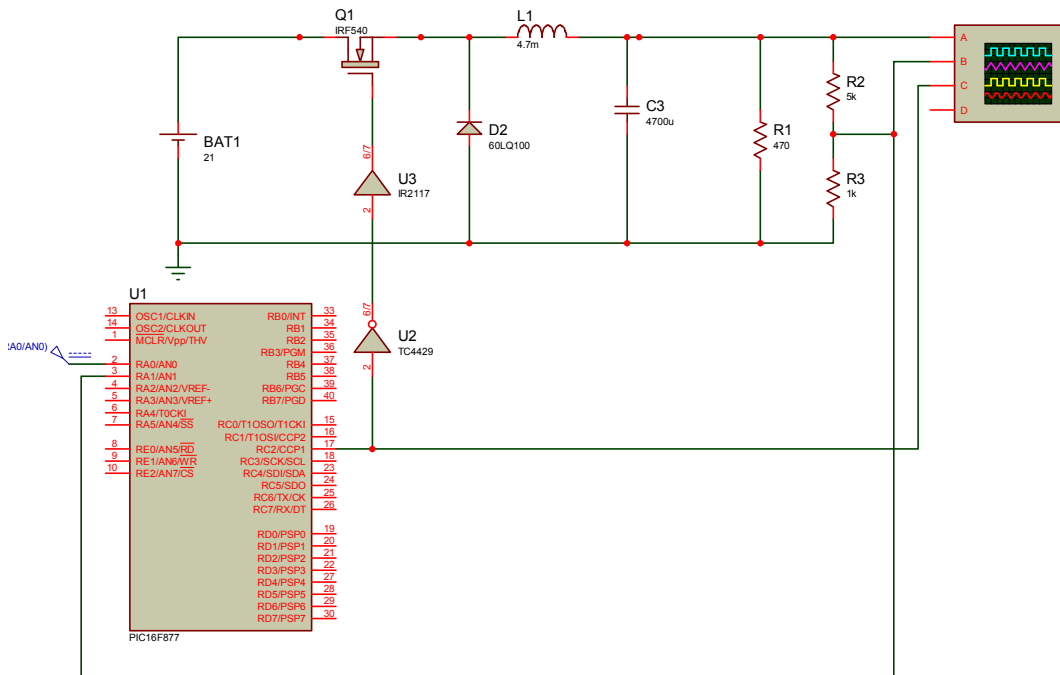 Q1
IRF540
L1
4.7m
BAT1
21
D2
60LQ100
C3
4700u
R1
470
R2
5k
R3
1k
A
B
C
D
6/7
U3
IR2117
2
6/7
U2
TC4429
2
RA0/AN0)
U1
13 OSC1/CLKIN
14 OSC2/CLKOUT
1 MCLR/Vpp/THV
2 RA0/AN0
3 RA1/AN1
4 RA2/AN2/VREF-
5 RA3/AN3/VREF+
6 RA4/T0CKI
7 RA5/AN4/SS
8 RE0/AN5/RD
9 RE1/AN6/WR
10 RE2/AN7/CS
RB0/INT 33
RB1 34
RB2 35
RB3/PGM 36
RB4 37
RB5 38
RB6/PGC 39
RB7/PGD 40
RC0/T1OSO/T1CKI 15
RC1/T1OSI/CCP2 16
RC2/CCP1 17
RC3/SCK/SCL 18
RC4/SDI/SDA 23
RC5/SDO 24
RC6/TX/CK 25
RC7/RX/DT 26
RD0/PSP0 19
RD1/PSP1 20
RD2/PSP2 21
RD3/PSP3 22
RD4/PSP4 27
RD5/PSP5 28
RD6/PSP6 29
RD7/PSP7 30
PIC16F877